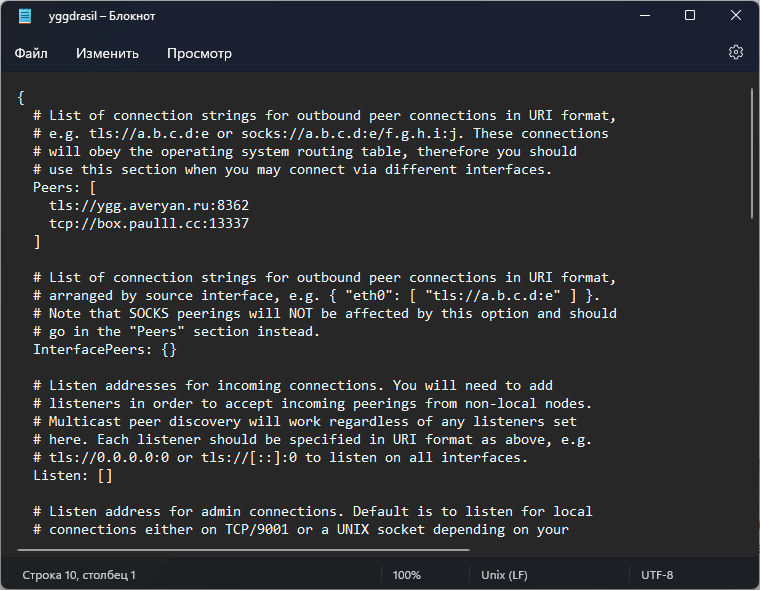 yggdrasil – Блокнот
Файл Изменить Просмотр
{
# List of connection strings for outbound peer connections in URI format,
# e.g. tls://a.b.c.d:e or socks://a.b.c.d:e/f.g.h.i:j. These connections
# will obey the operating system routing table, therefore you should
# use this section when you may connect via different interfaces.
Peers: [
tls://ygg.averyan.ru:8362
tcp://box.paulll.cc:13337
]
# List of connection strings for outbound peer connections in URI format,
# arranged by source interface, e.g. { "eth0": [ "tls://a.b.c.d:e" ] }.
# Note that SOCKS peerings will NOT be affected by this option and should
# go in the "Peers" section instead.
InterfacePeers: {}
# Listen addresses for incoming connections. You will need to add
# listeners in order to accept incoming peerings from non-local nodes.
# Multicast peer discovery will work regardless of any listeners set
# here. Each listener should be specified in URI format as above, e.g.
# tls://0.0.0.0:0 or tls://[::]:0 to listen on all interfaces.
Listen: []
# Listen address for admin connections. Default is to listen for local
# connections either on TCP/9001 or a UNIX socket depending on your
Строка 10, столбец 1 100% Unix (LF) UTF-8